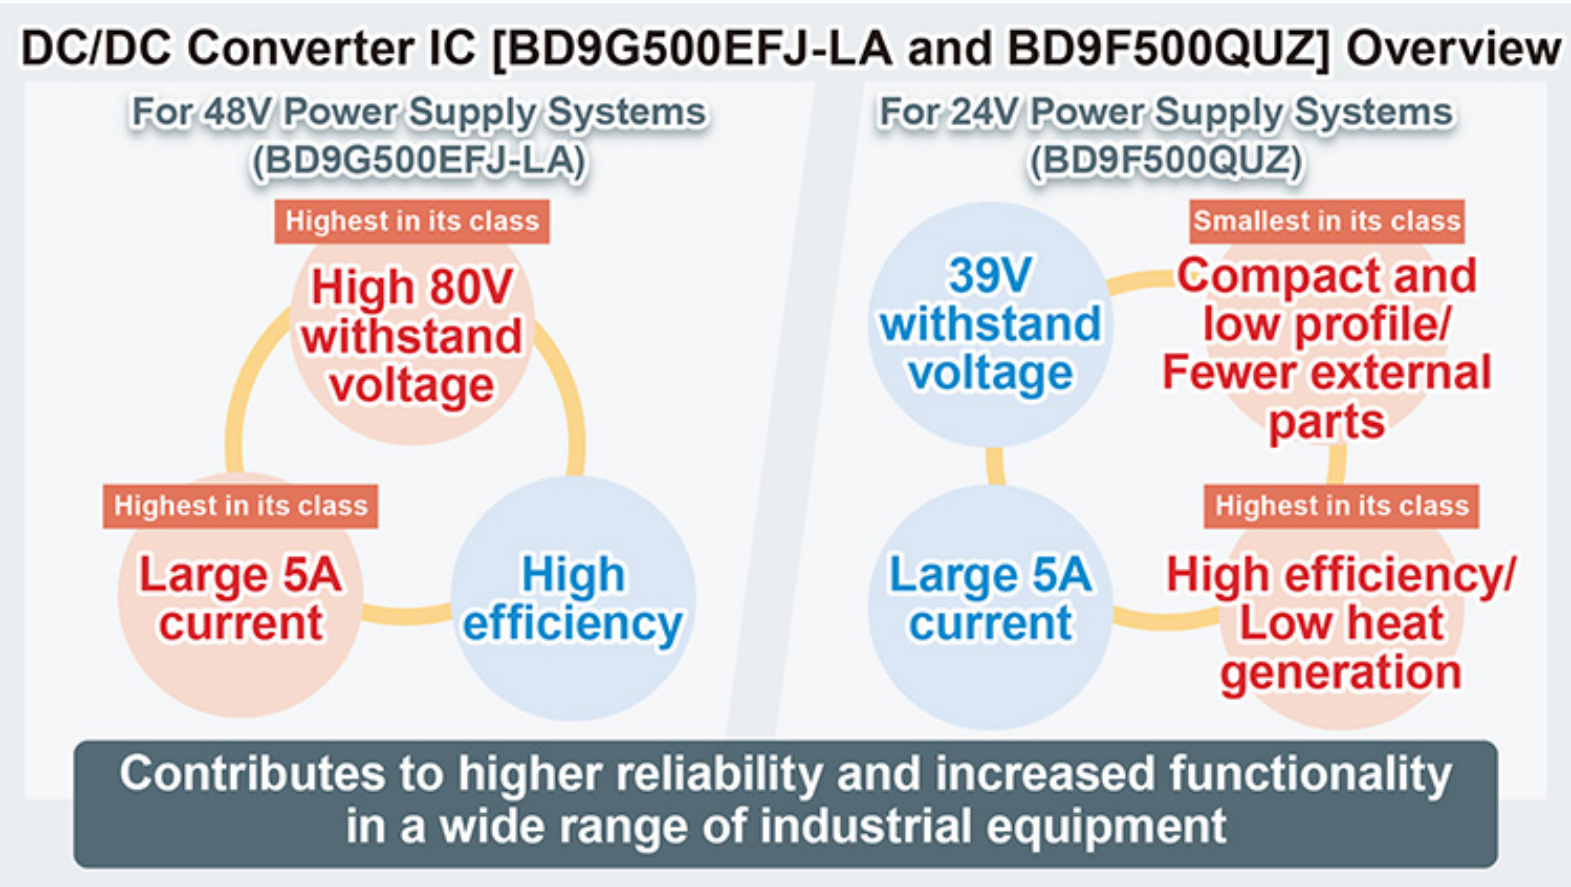 DC/DC Converter IC [BD9G500EFJ-LA and BD9F500QUZ] Overview
For 48V Power Supply Systems
(BD9G500EFJ-LA)
Highest in its class
High 80V
withstand
voltage
Highest in its class
Large 5A
current
High
efficiency
For 24V Power Supply Systems
(BD9F500QUZ)
39V
withstand
voltage
Smallest in its class
Compact and
low profile/
Fewer external
parts
Large 5A
current
Highest in its class
High efficiency/
Low heat
generation
Contributes to higher reliability and increased functionality
in a wide range of industrial equipment